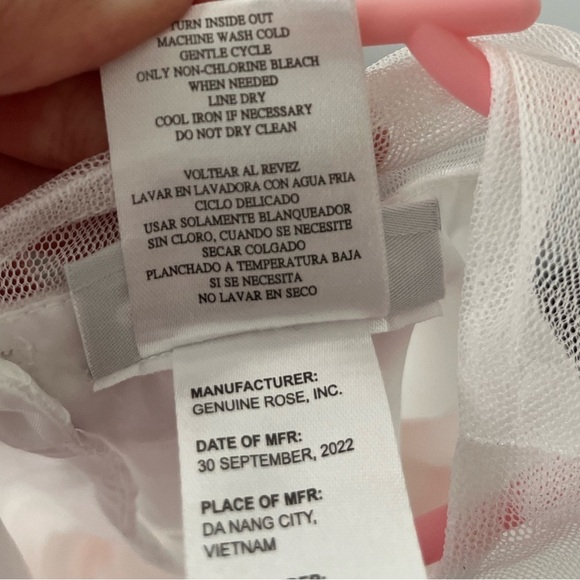 TURN INSIDE OUT
MACHINE WASH COLD
GENTLE CYCLE
ONLY NON-CHLORINE BLEACH
WHEN NEEDED
LINE DRY
COOL IRON IF NECESSARY
DO NOT DRY CLEAN
VOLTEAR AL REVEZ
LAVAR EN LAVADORA CON AGUA FRIA
CICLO DELICADO
USAR SOLAMENTE BLANQUEADOR
SIN CLORO, CUANDO SE NECESITE
SECAR COLGADO
PLANCHADO A TEMPERATURA BAJA
SI SE NECESITA
NO LAVAR EN SECO
MANUFACTURER:
GENUINE ROSE, INC.
DATE OF MFR:
30 SEPTEMBER, 2022
PLACE OF MFR:
DA NANG CITY,
VIETNAM